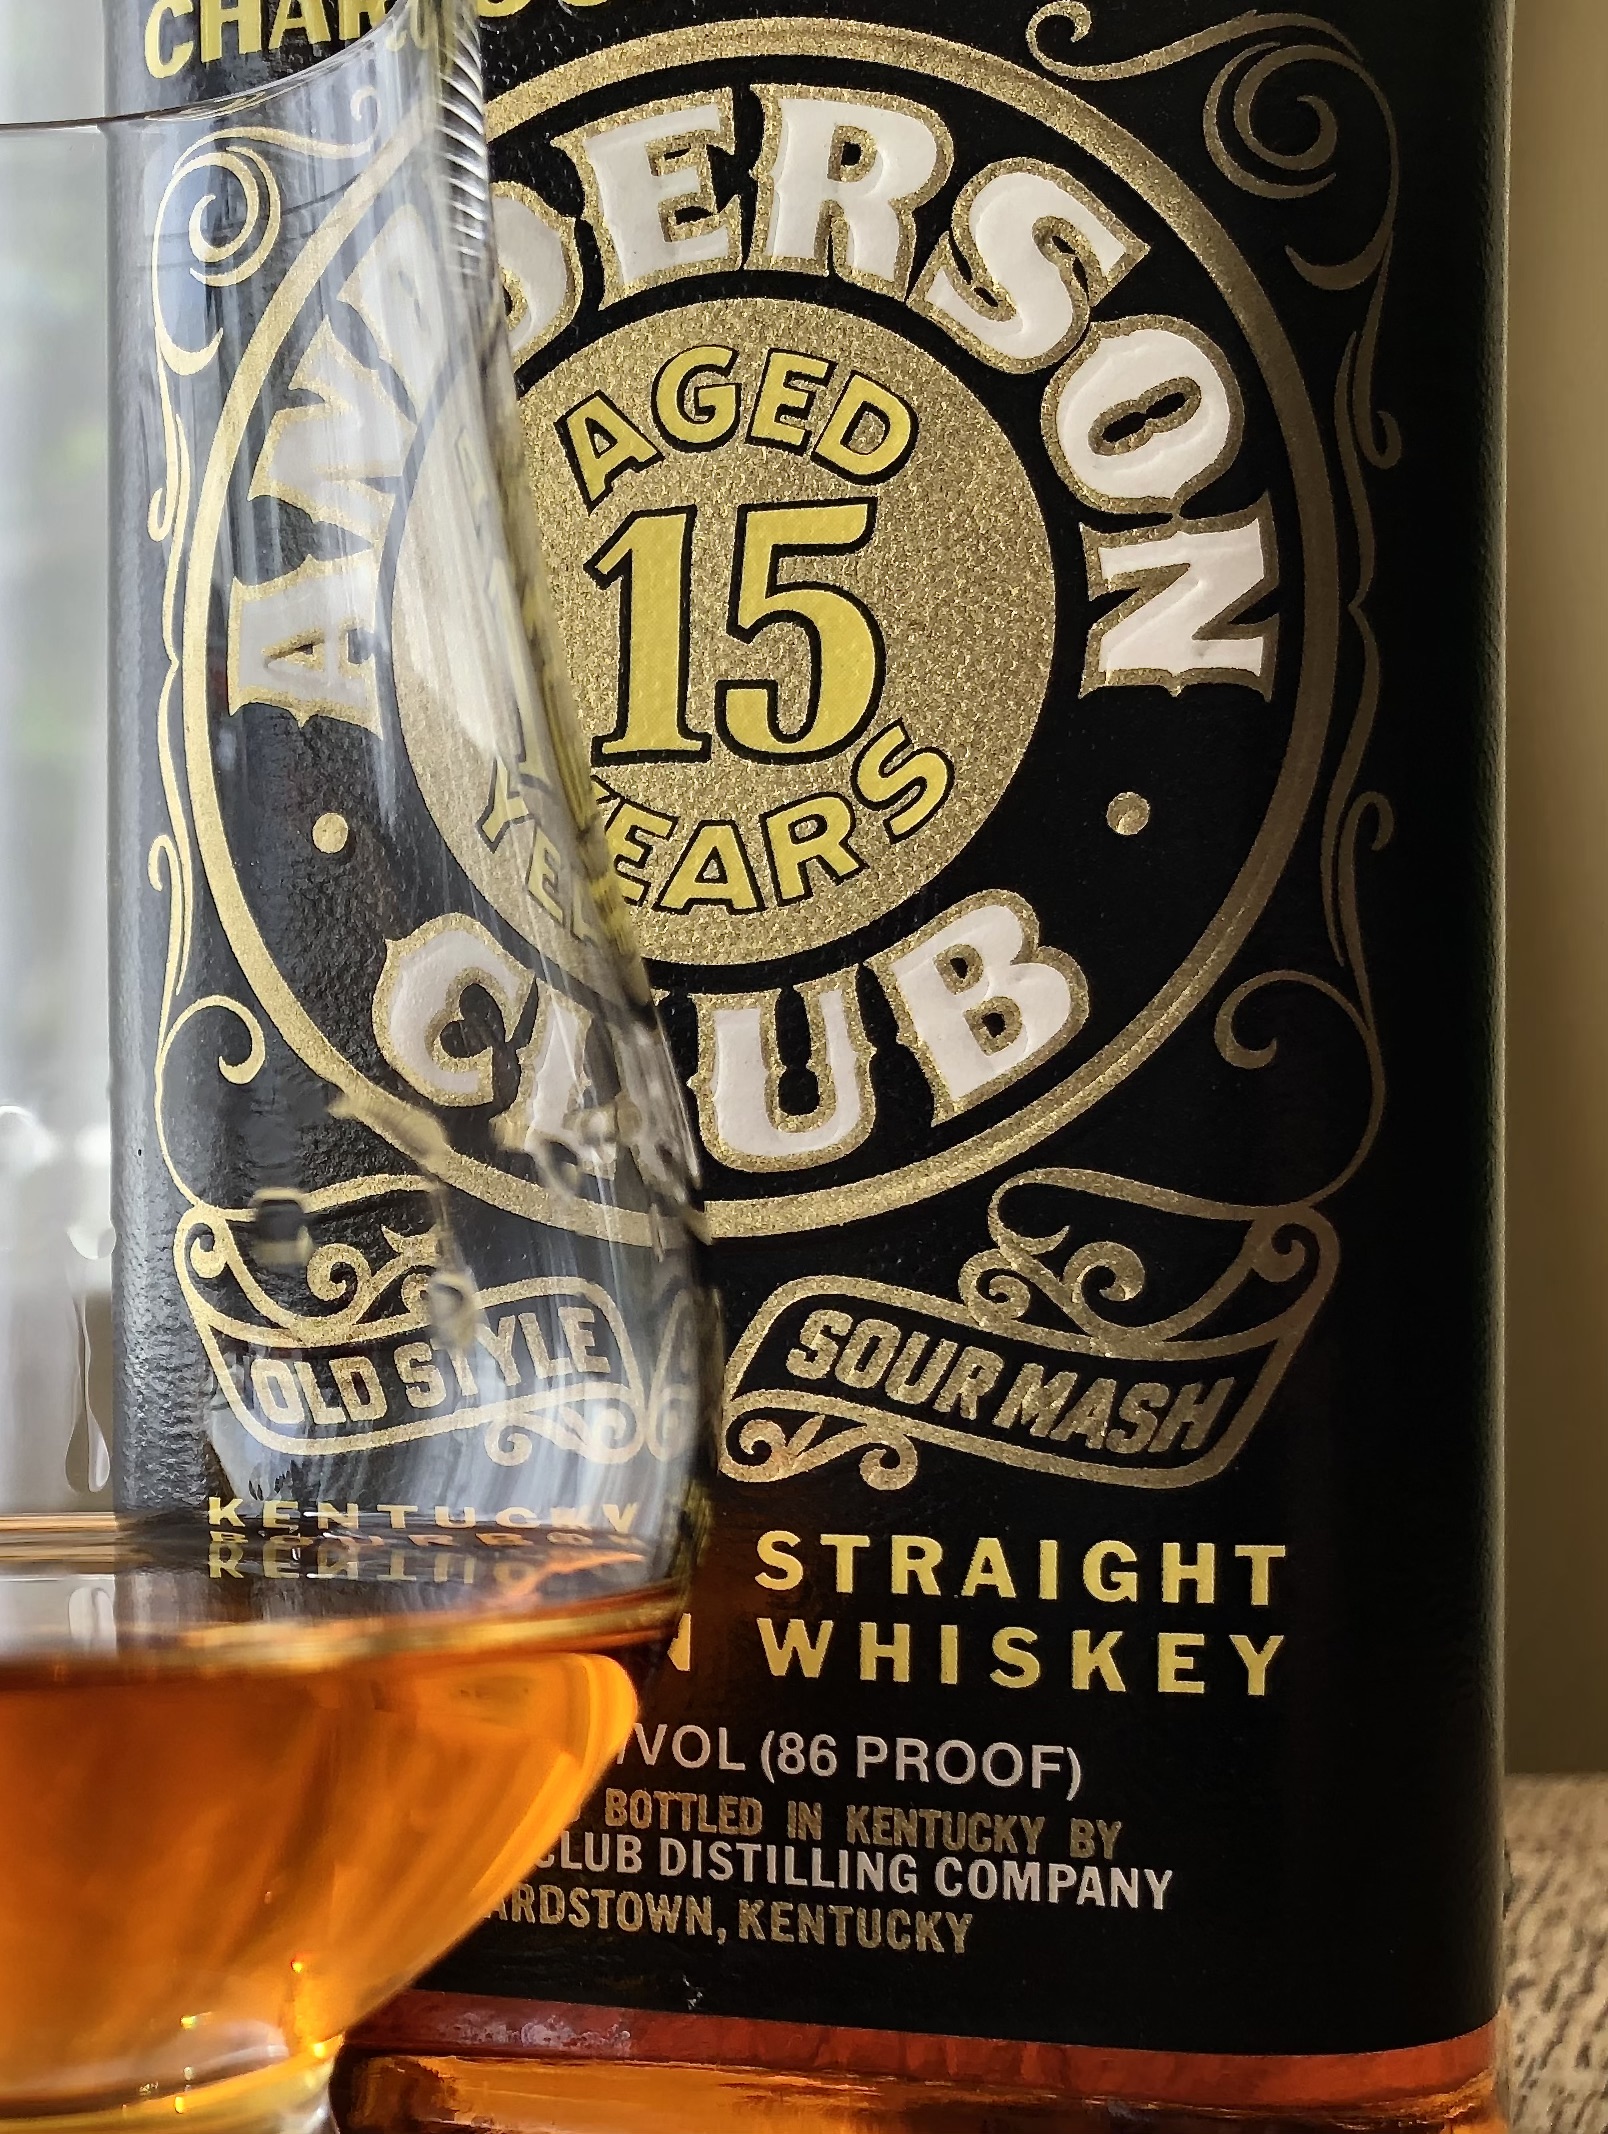 ANDERSON
AGED
15
YEARS
CLUB
OLD STYLE
SOUR MASH
KENTUCKY STRAIGHT
WHISKEY
VOL (86 PROOF)
BOTTLED IN KENTUCKY BY
CLUB DISTILLING COMPANY
KENTUCKY